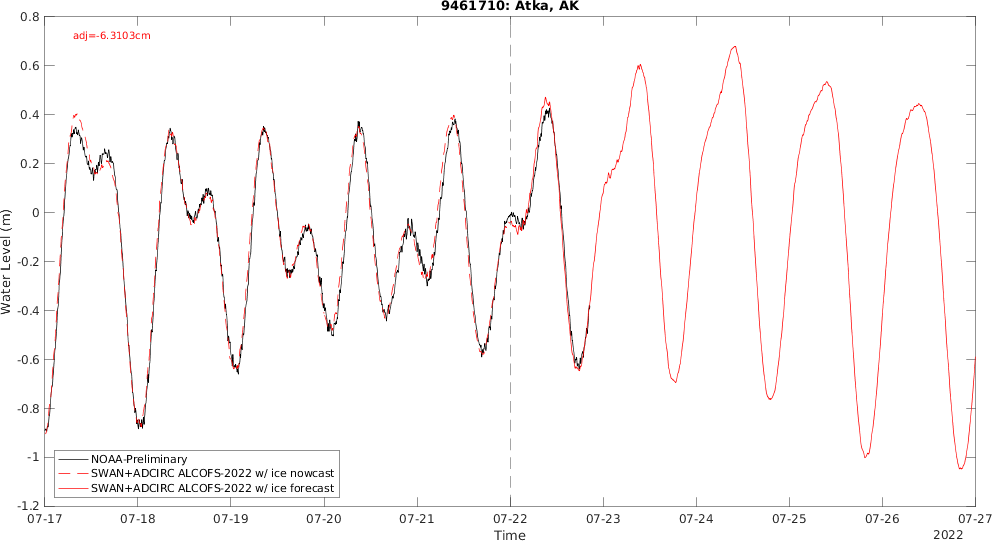 9461710: Atka, AK
adj=-6.3103cm
0.8
0.6
0.4
0.2
0
-0.2
-0.4
-0.6
-0.8
-1
-1.2
Water Level (m)
NOAA-Preliminary
SWAN+ADCIRC ALCOFS-2022 w/ ice nowcast
SWAN+ADCIRC ALCOFS-2022 w/ ice forecast
07-17 07-18 07-19 07-20 07-21 07-22 07-23 07-24 07-25 07-26 07-27
Time
2022